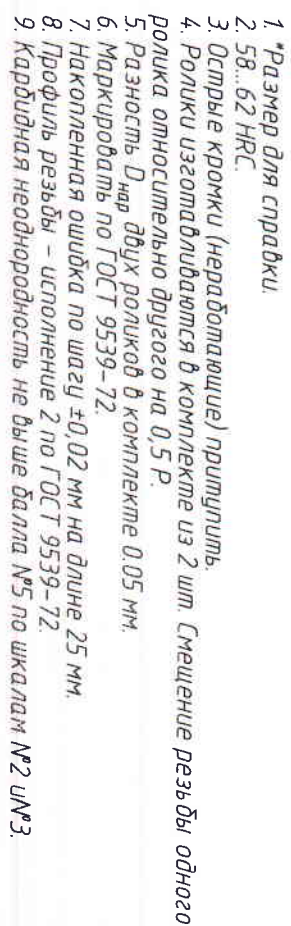 1. *Размер для справки.
2. 58...62 HRC.
3. Острые кромки (неработающие) притупить.
4. Ролики изготавливаются в комплекте из 2 шт. Смещение резьбы одного
ролика относительно другого на 0,5 Р.
5. Разность Dнар двух роликов в комплекте 0.05 мм.
6. Маркировать по ГОСТ 9539-72.
7. Накопленная ошибка по шагу ±0,02 мм на длине 25 мм.
8. Профиль резьбы - исполнение 2 по ГОСТ 9539-72.
9. Карбидная неоднородность не выше балла №5 по шкалам №2 и№3.